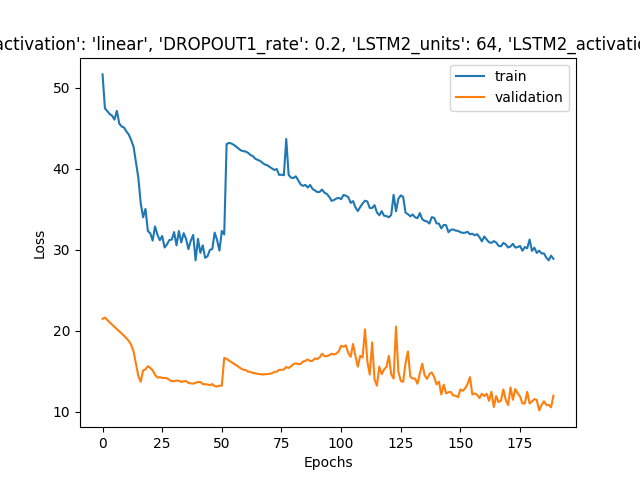 activation': 'linear', 'DROPOUT1_rate': 0.2, 'LSTM2_units': 64, 'LSTM2_activatio
train
validation
Loss
50
40
30
20
10
0 25 50 75 100 125 150 175
Epochs